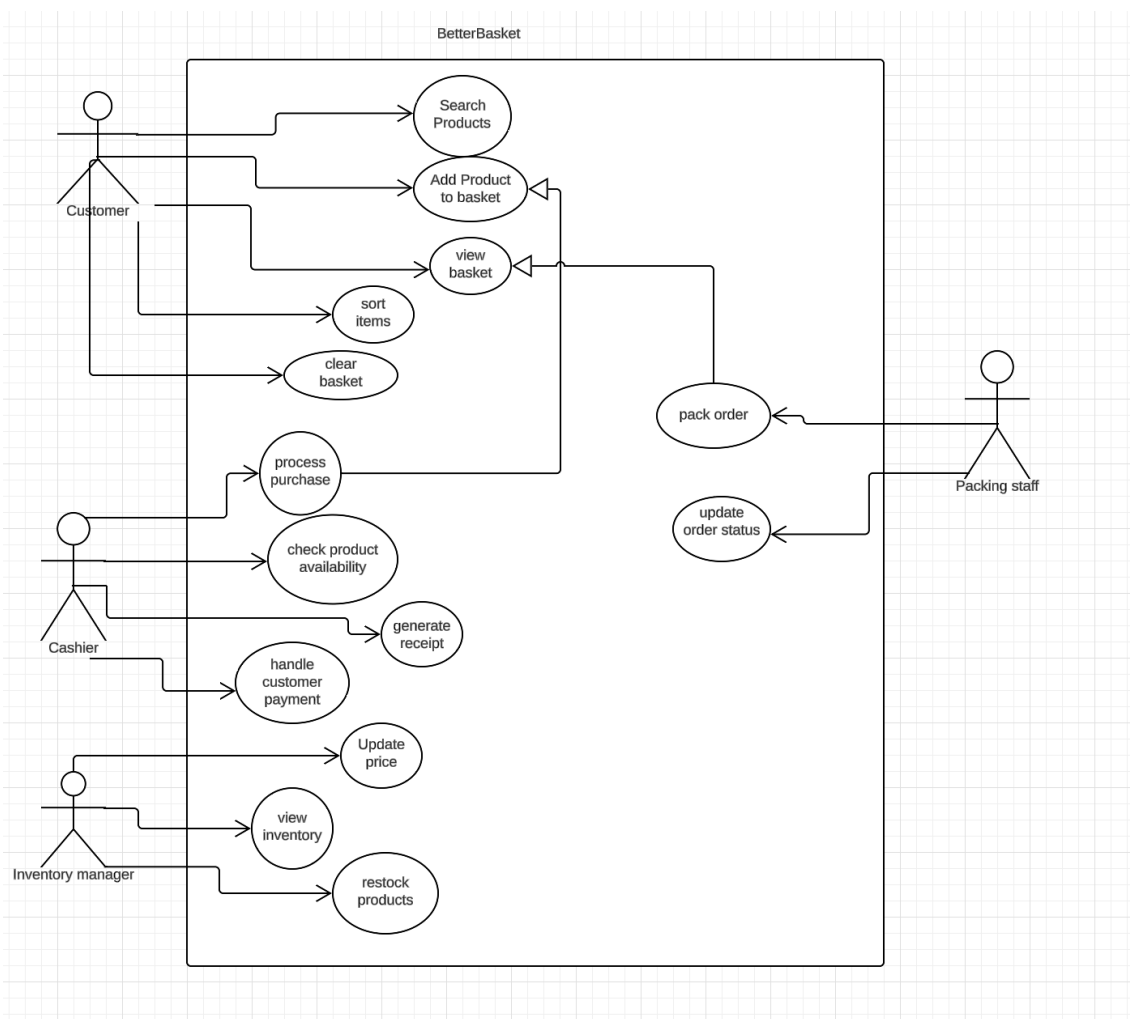 BetterBasket
Search
Products
Add Product
to basket
Customer
view
basket
sort
items
clear
basket
pack order
process
purchase
Packing staff
update
order status
check product
availability
generate
receipt
Cashier
handle
customer
payment
Update
price
view
inventory
Inventory manager
restock
products